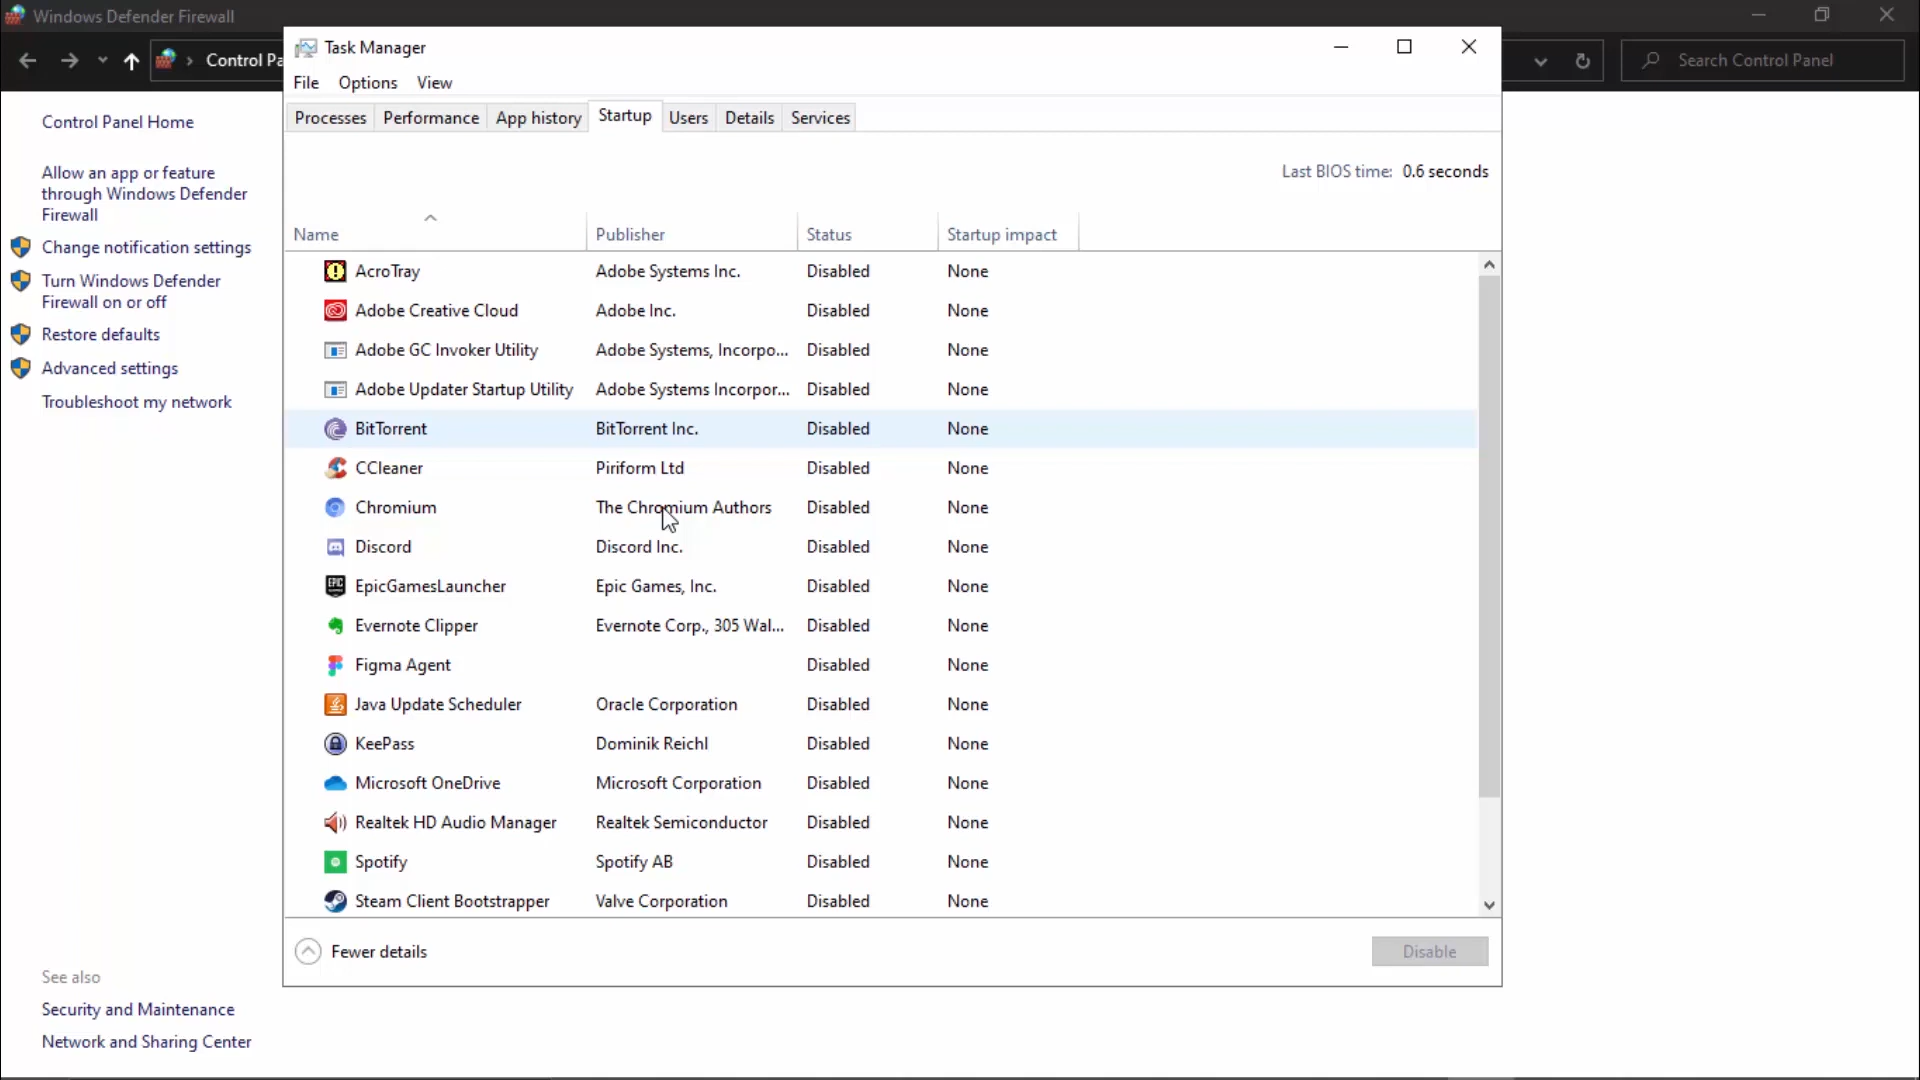 Windows Defender Firewall
Control Pa
Search Control Panel
Task Manager
File Options View
Processes Performance App history Startup Users Details Services
Last BIOS time: 0.6 seconds
Name Publisher Status Startup impact
AcroTray Adobe Systems Inc. Disabled None
Adobe Creative Cloud Adobe Inc. Disabled None
Adobe GC Invoker Utility Adobe Systems, Incorpo... Disabled None
Adobe Updater Startup Utility Adobe Systems Incorpor... Disabled None
BitTorrent BitTorrent Inc. Disabled None
CCleaner Piriform Ltd Disabled None
Chromium The Chromium Authors Disabled None
Discord Discord Inc. Disabled None
EpicGamesLauncher Epic Games, Inc. Disabled None
Evernote Clipper Evernote Corp., 305 Wal... Disabled None
Figma Agent Disabled None
Java Update Scheduler Oracle Corporation Disabled None
KeePass Dominik Reichl Disabled None
Microsoft OneDrive Microsoft Corporation Disabled None
Realtek HD Audio Manager Realtek Semiconductor Disabled None
Spotify Spotify AB Disabled None
Steam Client Bootstrapper Valve Corporation Disabled None
Fewer details
Disable
Control Panel Home
Allow an app or feature
through Windows Defender
Firewall
Change notification settings
Turn Windows Defender
Firewall on or off
Restore defaults
Advanced settings
Troubleshoot my network
See also
Security and Maintenance
Network and Sharing Center